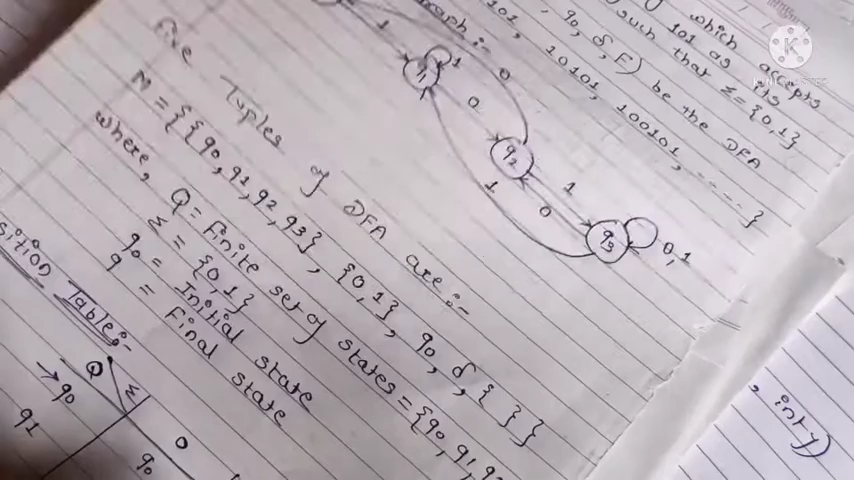 which accepts
101 as its
such that Σ={0,1}
q0, δ, F) be the DFA
101, 10101, 100101, ----}
1
q1
1
0
0
q2
1
0
1
q3
0,1
Five Tuples of DFA are:-
M = {{q0, q1, q2, q3}, {0,1}, q0, δ, { }}
where,
Q = Finite set of states = {q0, q1, q2
Σ = {0,1}
q0 = Initial state
q = Final state
sition Table:-
Q
Σ
0
→q0
q0
q1
, inty)
K